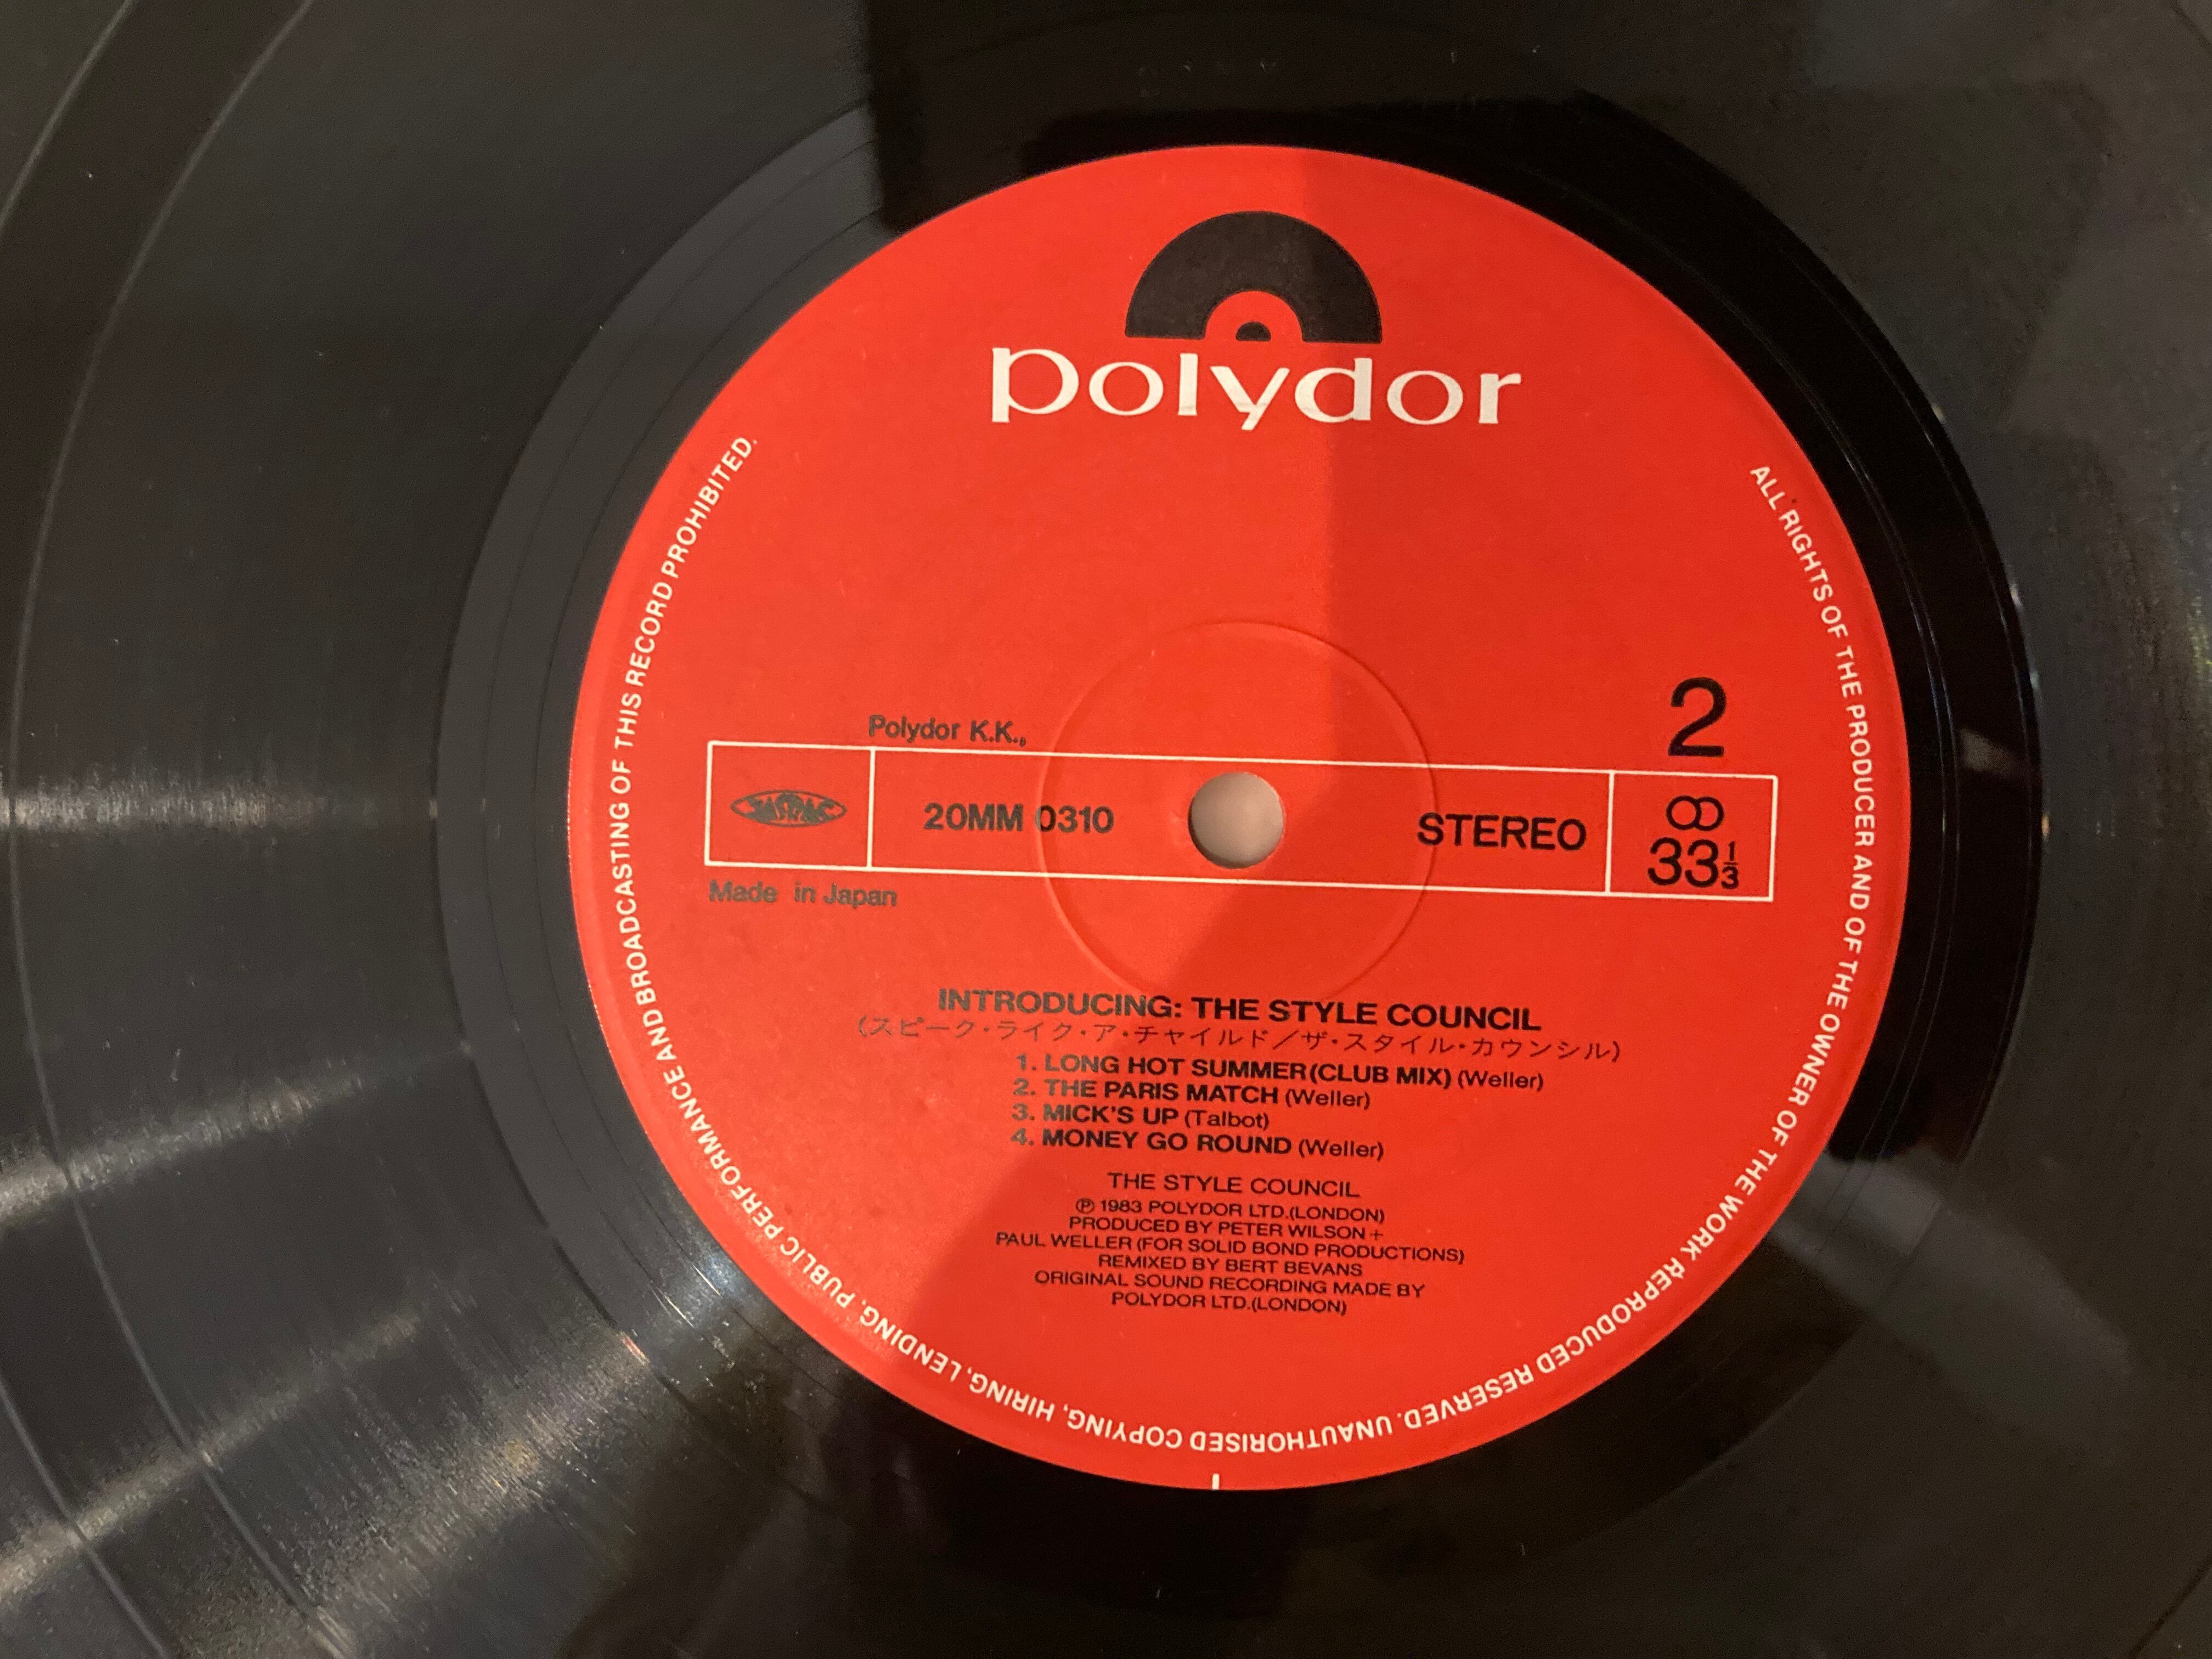 polydor
2
Polydor K.K.,
JASRAC
20MM 0310
STEREO
33 1/3
Made in Japan
INTRODUCING: THE STYLE COUNCIL
(スピーク・ライク・ア・チャイルド／ザ・スタイル・カウンシル)
1. LONG HOT SUMMER(CLUB MIX) (Weller)
2. THE PARIS MATCH (Weller)
3. MICK'S UP (Talbot)
4. MONEY GO ROUND (Weller)
THE STYLE COUNCIL
℗ 1983 POLYDOR LTD.(LONDON)
PRODUCED BY PETER WILSON +
PAUL WELLER (FOR SOLID BOND PRODUCTIONS)
REMIXED BY BERT BEVANS
ORIGINAL SOUND RECORDING MADE BY
POLYDOR LTD.(LONDON)
ALL RIGHTS OF THE PRODUCER AND OF THE OWNER OF THE WORK REPRODUCED RESERVED. UNAUTHORISED COPYING, HIRING, LENDING, PUBLIC PERFORMANCE AND BROADCASTING OF THIS RECORD PROHIBITED.